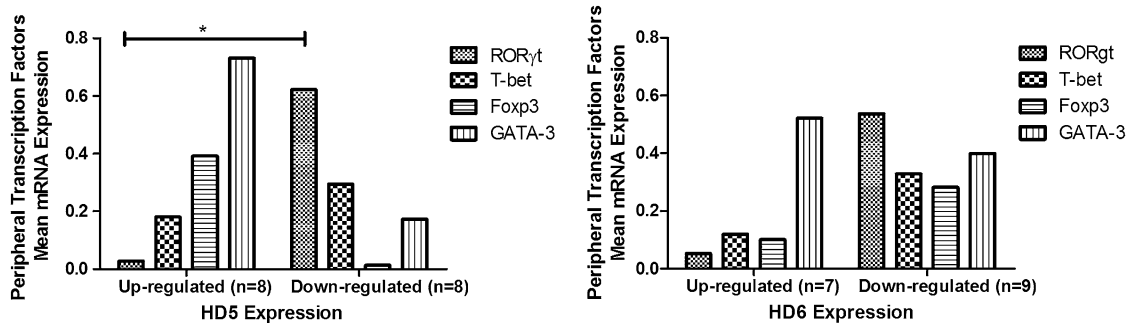 Peripheral Transcription Factors
Mean mRNA Expression
0.8
0.6
0.4
0.2
0.0
*
RORγt
T-bet
Foxp3
GATA-3
Up-regulated (n=8)
Down-regulated (n=8)
HD5 Expression
Peripheral Transcription Factors
Mean mRNA Expression
0.8
0.6
0.4
0.2
0.0
RORgt
T-bet
Foxp3
GATA-3
Up-regulated (n=7)
Down-regulated (n=9)
HD6 Expression